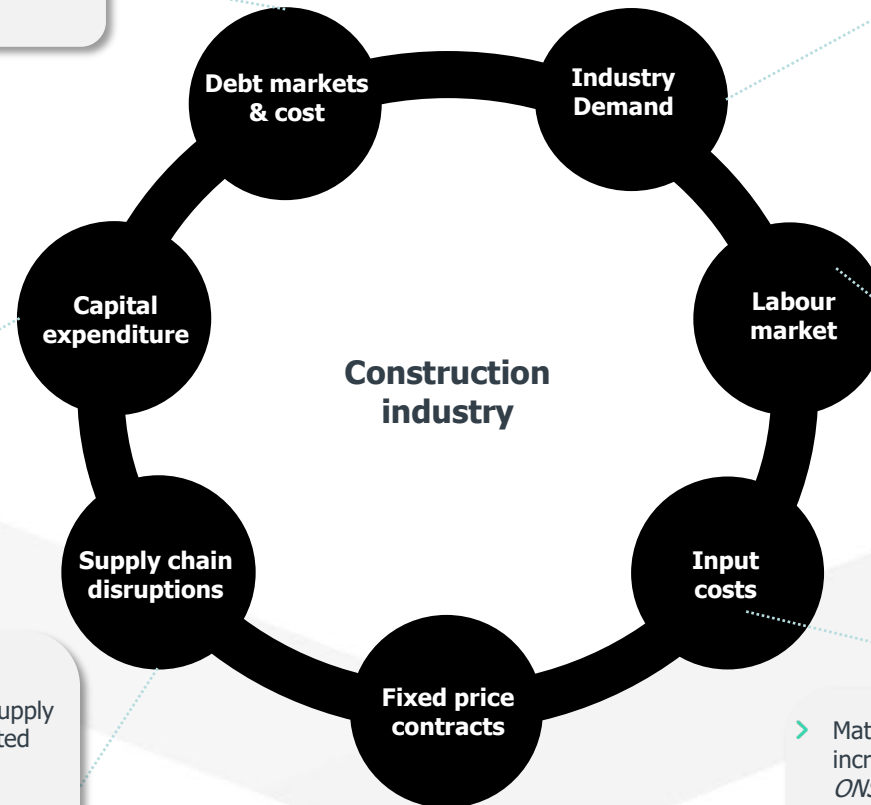 Debt markets
& cost
Industry
Demand
Capital
expenditure
Labour
market
Construction
industry
Supply chain
disruptions
Input
costs
Fixed price
contracts